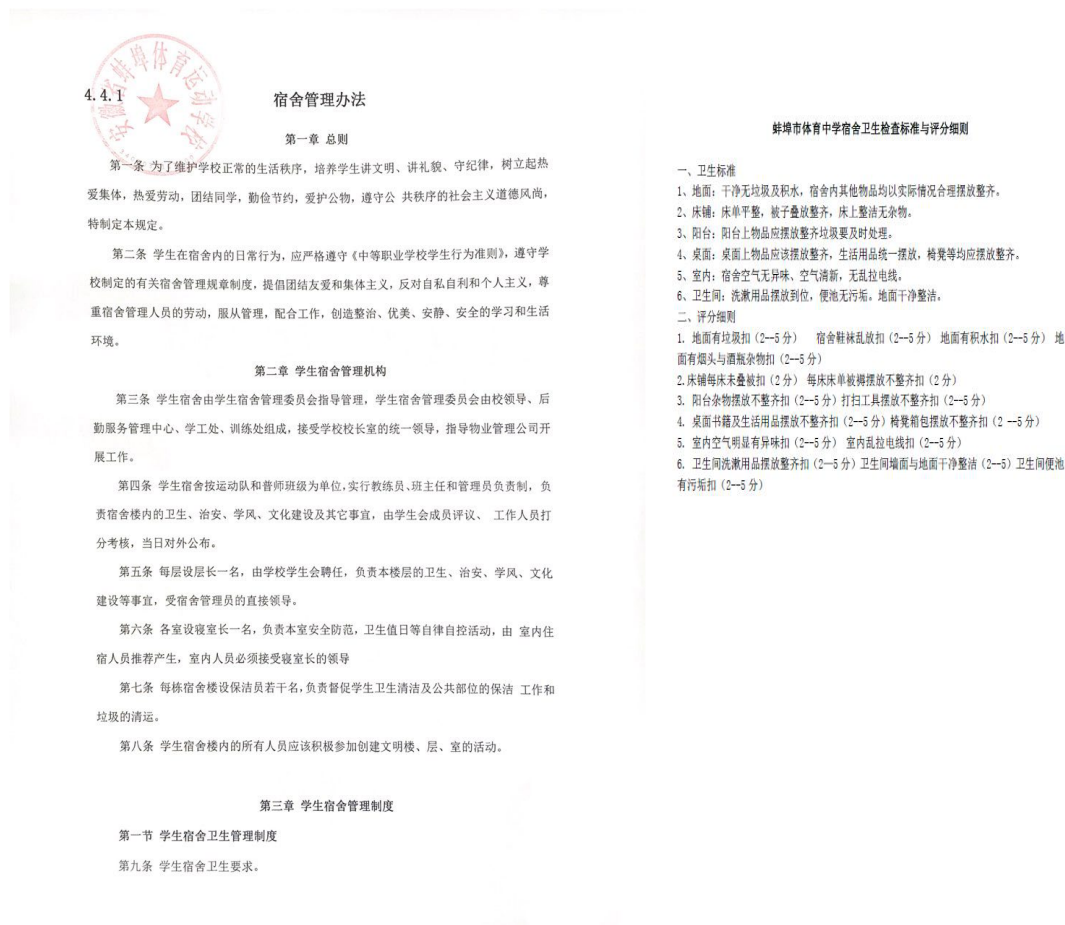 安徽省蚌埠体育运动学校
4.4.1
宿舍管理办法
第一章 总则
第一条 为了维护学校正常的生活秩序，培养学生讲文明、讲礼貌、守纪律，树立起热
爱集体，热爱劳动，团结同学，勤俭节约，爱护公物，遵守公 共秩序的社会主义道德风尚，
特制定本规定。
第二条 学生在宿舍内的日常行为，应严格遵守《中等职业学校学生行为准则》，遵守学
校制定的有关宿舍管理规章制度，提倡团结友爱和集体主义，反对自私自利和个人主义，尊
重宿舍管理人员的劳动，服从管理，配合工作，创造整治、优美、安静、安全的学习和生活
环境。
第二章 学生宿舍管理机构
第三条 学生宿舍由学生宿舍管理委员会指导管理，学生宿舍管理委员会由校领导、后
勤服务管理中心、学工处、训练处组成，接受学校校长室的统一领导，指导物业管理公司开
展工作。
第四条 学生宿舍按运动队和普师班级为单位，实行教练员、班主任和管理员负责制，负
责宿舍楼内的卫生、治安、学风、文化建设及其它事宜，由学生会成员评议、 工作人员打
分考核，当日对外公布。
第五条 每层设层长一名，由学校学生会聘任，负责本楼层的卫生、治安、学风、文化
建设等事宜，受宿舍管理员的直接领导。
第六条 各室设寝室长一名，负责本室安全防范，卫生值日等自律自控活动，由 室内住
宿人员推荐产生，室内人员必须接受寝室长的领导
第七条 每栋宿舍楼设保洁员若干名，负责督促学生卫生清洁及公共部位的保洁 工作和
垃圾的清运。
第八条 学生宿舍楼内的所有人员应该积极参加创建文明楼、层、室的活动。
第三章 学生宿舍管理制度
第一节 学生宿舍卫生管理制度
第九条 学生宿舍卫生要求。
蚌埠市体育中学宿舍卫生检查标准与评分细则
一、卫生标准
1、地面：干净无垃圾及积水，宿舍内其他物品均以实际情况合理摆放整齐。
2、床铺：床单平整，被子叠放整齐，床上整洁无杂物。
3、阳台：阳台上物品应摆放整齐垃圾要及时处理。
4、桌面：桌面上物品应该摆放整齐，生活用品统一摆放，椅凳等均应摆放整齐。
5、室内：宿舍空气无异味、空气清新，无乱拉电线。
6、卫生间：洗漱用品摆放到位，便池无污垢。地面干净整洁。
二、评分细则
1. 地面有垃圾扣（2--5 分） 宿舍鞋袜乱放扣（2--5 分） 地面有积水扣（2--5 分） 地
面有烟头与酒瓶杂物扣（2--5 分）
2.床铺每床未叠被扣（2 分） 每床床单被褥摆放不整齐扣（2 分）
3. 阳台杂物摆放不整齐扣（2--5 分）打扫工具摆放不整齐扣（2--5 分）
4. 桌面书籍及生活用品摆放不整齐扣（2--5 分）椅凳箱包摆放不整齐扣（2 --5 分）
5. 室内空气明显有异味扣（2--5 分） 室内乱拉电线扣（2--5 分）
6. 卫生间洗漱用品摆放整齐扣（2—5 分）卫生间墙面与地面干净整洁（2--5）卫生间便池
有污垢扣（2--5 分）